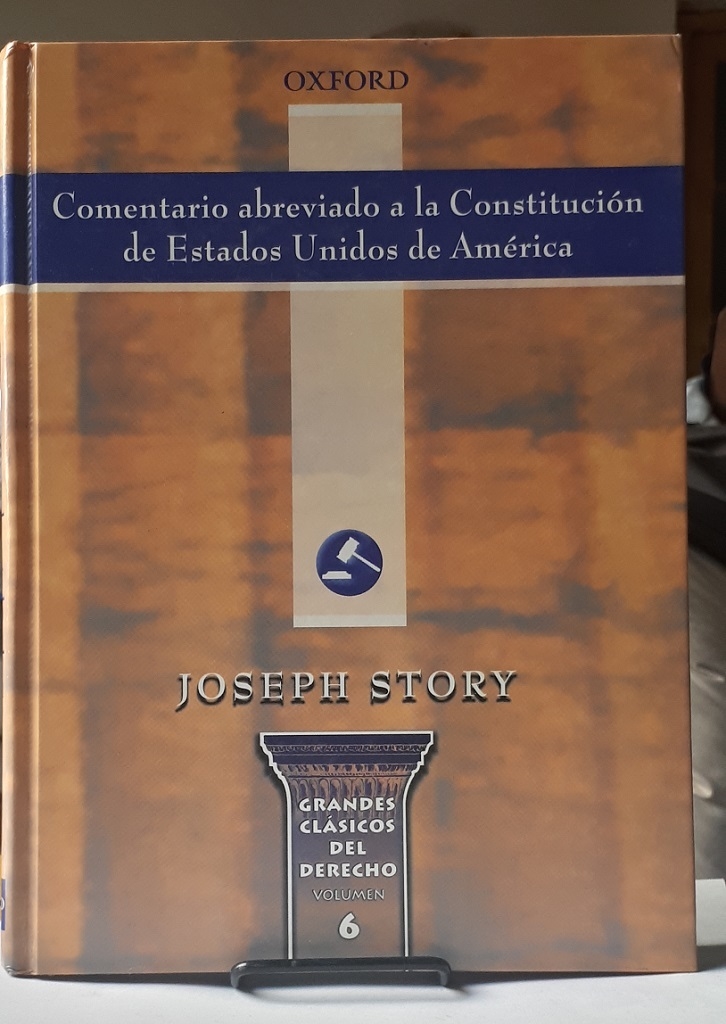 OXFORD
Comentario abreviado a la Constitución
de Estados Unidos de América
JOSEPH STORY
GRANDES
CLÁSICOS
DEL
DERECHO
VOLUMEN
6